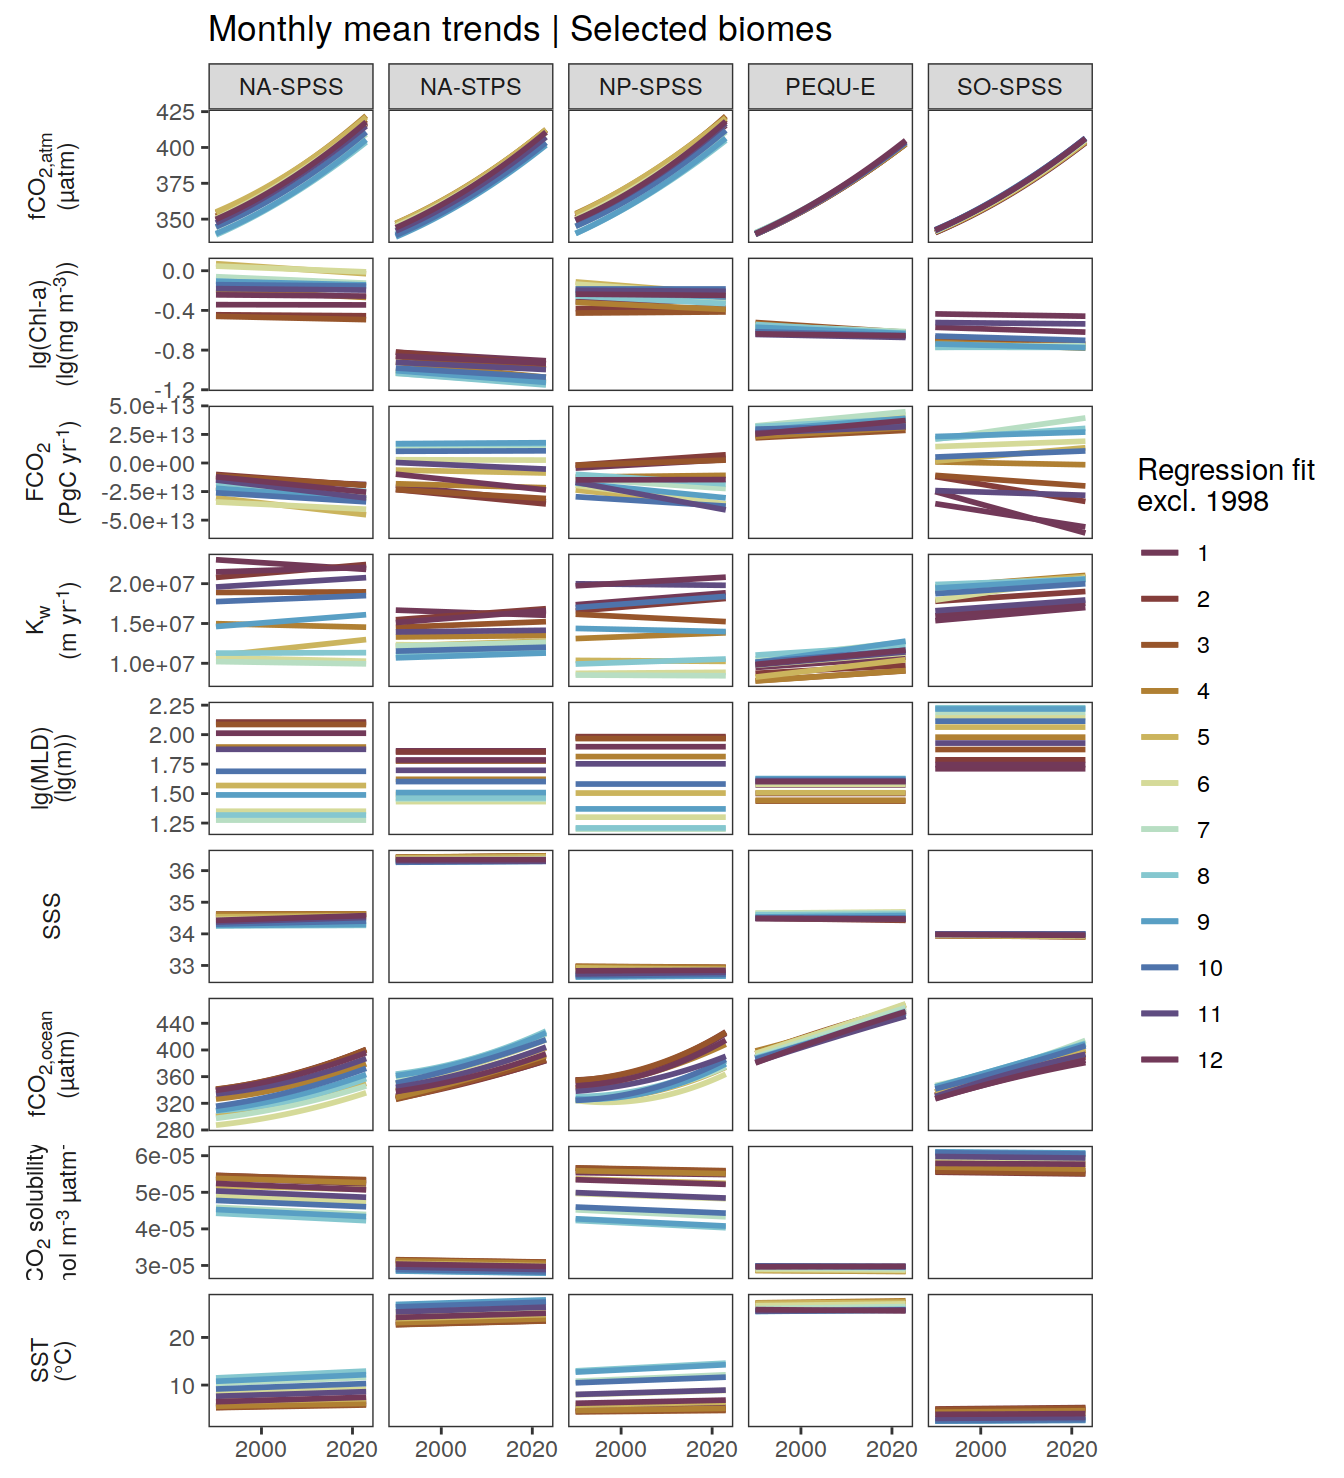 Monthly mean trends | Selected biomes
NA-SPSS NA-STPS NP-SPSS PEQU-E SO-SPSS
fCO2,atm
(µatm)
425
400
375
350
lg(Chl-a)
(lg(mg m-3))
0.0
-0.4
-0.8
-1.2
FCO2
(PgC yr-1)
5.0e+13
2.5e+13
0.0e+00
-2.5e+13
-5.0e+13
Kw
(m yr-1)
2.0e+07
1.5e+07
1.0e+07
lg(MLD)
(lg(m))
2.25
2.00
1.75
1.50
1.25
SSS
36
35
34
33
fCO2,ocean
(µatm)
440
400
360
320
280
CO2 solubility
nol m-3 µatm-
6e-05
5e-05
4e-05
3e-05
SST
(°C)
20
10
2000 2020 2000 2020 2000 2020 2000 2020 2000 2020
Regression fit
excl. 1998
1
2
3
4
5
6
7
8
9
10
11
12